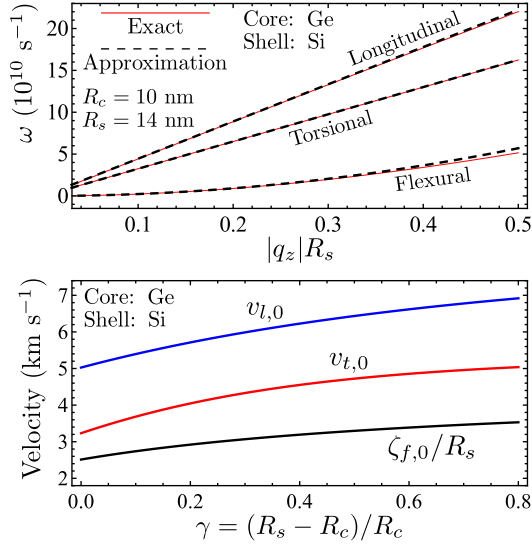 Exact
Approximation
Core: Ge
Shell: Si
R_c = 10 nm
R_s = 14 nm
Longitudinal
Torsional
Flexural
ω (10^10 s^−1)
0
5
10
15
20
0.1
0.2
0.3
0.4
0.5
|q_z|R_s
Core: Ge
Shell: Si
v_{l,0}
v_{t,0}
ζ_{f,0}/R_s
Velocity (km s^−1)
2
3
4
5
6
7
0.0
0.2
0.4
0.6
0.8
γ = (R_s − R_c)/R_c